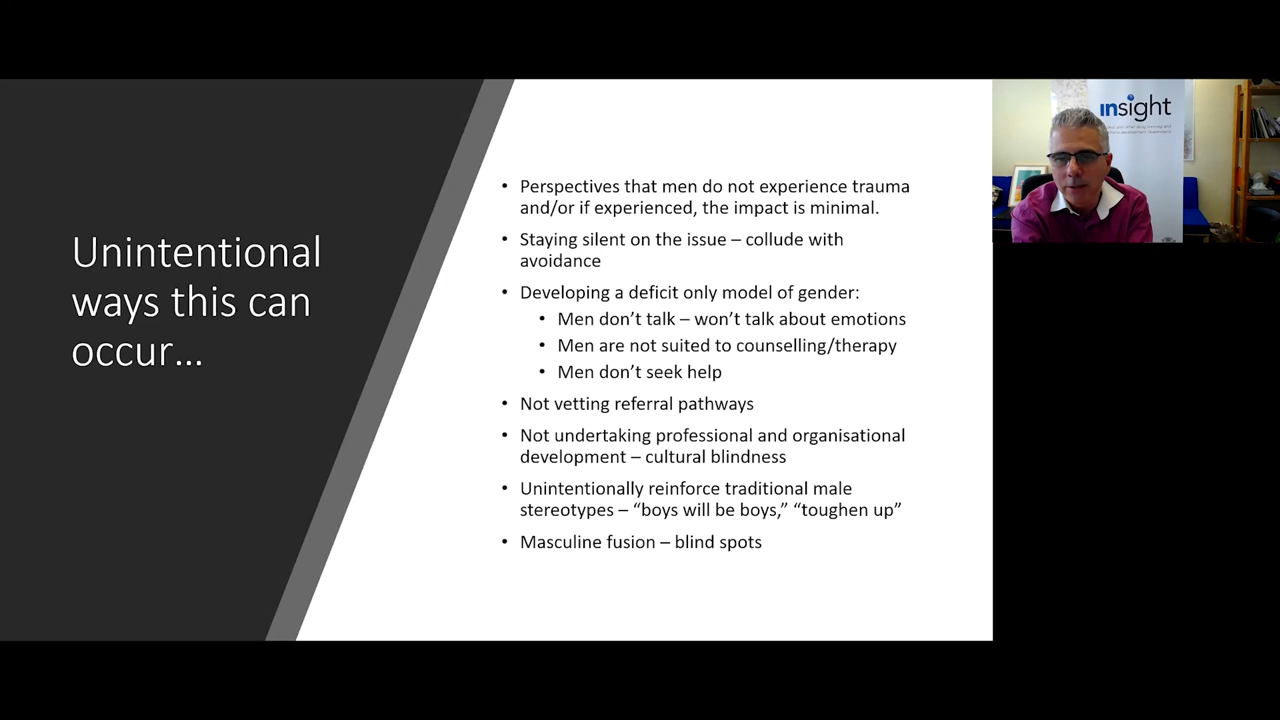 Unintentional
ways this can
occur…
• Perspectives that men do not experience trauma
and/or if experienced, the impact is minimal.
• Staying silent on the issue – collude with
avoidance
• Developing a deficit only model of gender:
• Men don’t talk – won’t talk about emotions
• Men are not suited to counselling/therapy
• Men don’t seek help
• Not vetting referral pathways
• Not undertaking professional and organisational
development – cultural blindness
• Unintentionally reinforce traditional male
stereotypes – “boys will be boys,” “toughen up”
• Masculine fusion – blind spots
insight